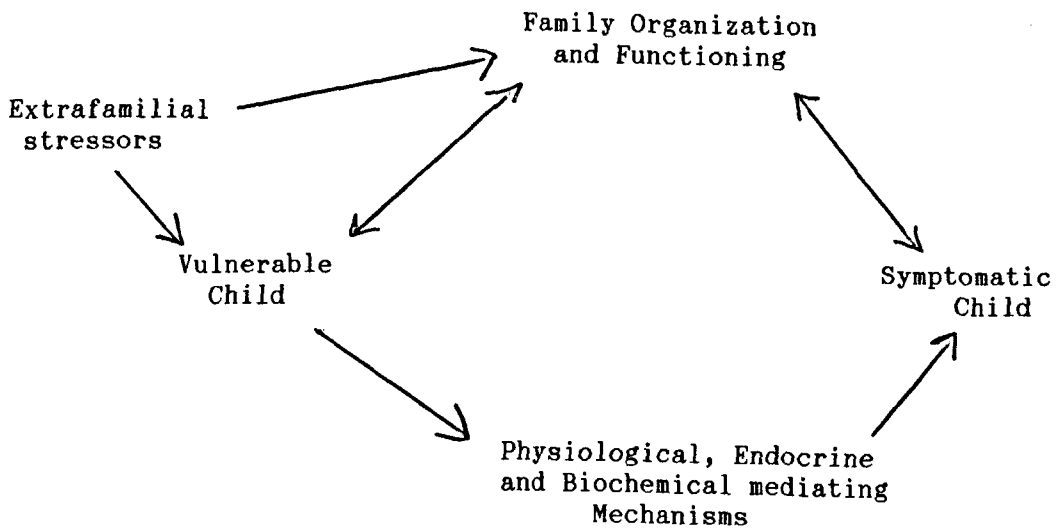 Family Organization
and Functioning
Extrafamilial
stressors
Vulnerable
Child
Symptomatic
Child
Physiological, Endocrine
and Biochemical mediating
Mechanisms